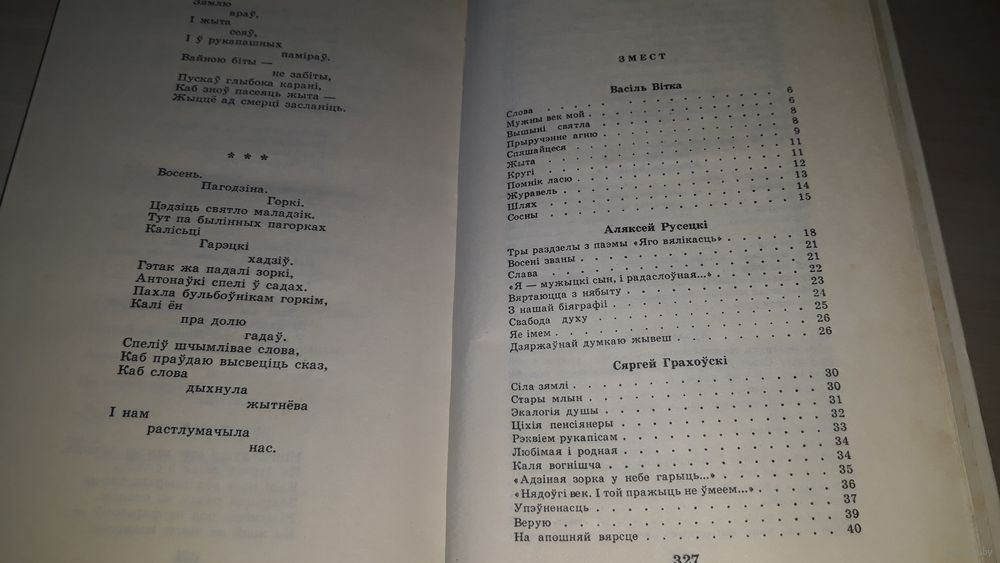 Зямлю
араў,
І жыта
сеяў,
І ў рукапашных
паміраў.
Вайною біты —
не забіты,
Пускаў глыбока карані,
Каб зноў пасеяць жыта —
Жыццё ад смерці засланіць.
* * *
Восень.
Пагодзіна.
Горкі.
Цэдзіць святло маладзік.
Тут па былінных пагорках
Калісьці
Гарэцкі
хадзіў.
Гэтак жа падалі зоркі,
Антонаўкі спелі ў садах.
Пахла бульбоўнікам горкім,
Калі ён
пра долю
гадаў.
Спеліў шчымлівае слова,
Каб праўдаю высвеціць сказ,
Каб слова
дыхнула
жытнёва
І нам
растлумачыла
нас.
ЗМЕСТ
Васіль Вітка
Слова . . . 6
Мужны век мой . . . 6
Вышыні святла . . . 8
Прыручэнне агню . . . 8
Спяшайцеся . . . 9
Жыта . . . 11
Кругі . . . 11
Помнік ласю . . . 12
Журавель . . . 13
Шлях . . . 14
Сосны . . . 15
Аляксей Русецкі
Тры раздзелы з паэмы «Яго вялікасць» . . . 18
Восені званы . . . 21
Слава . . . 21
«Я — мужыцкі сын, і радаслоўная...» . . . 22
Вяртаюцца з нябыту . . . 23
З нашай біяграфіі . . . 24
Свабода духу . . . 25
Яе імем . . . 26
Дзяржаўнай думкаю жывеш . . . 26
Сяргей Грахоўскі
Сіла зямлі . . . 30
Стары млын . . . 30
Экалогія душы . . . 31
Ціхія пенсіянеры . . . 32
Рэквіем рукапісам . . . 33
Любімая і родная . . . 34
Каля вогнішча . . . 34
«Адзіная зорка у небе гарыць...» . . . 35
«Нядоўгі век. І той пражыць не ўмеем...» . . . 36
Упэўненасць . . . 37
Верую . . . 39
На апошняй вярсце . . . 40
327